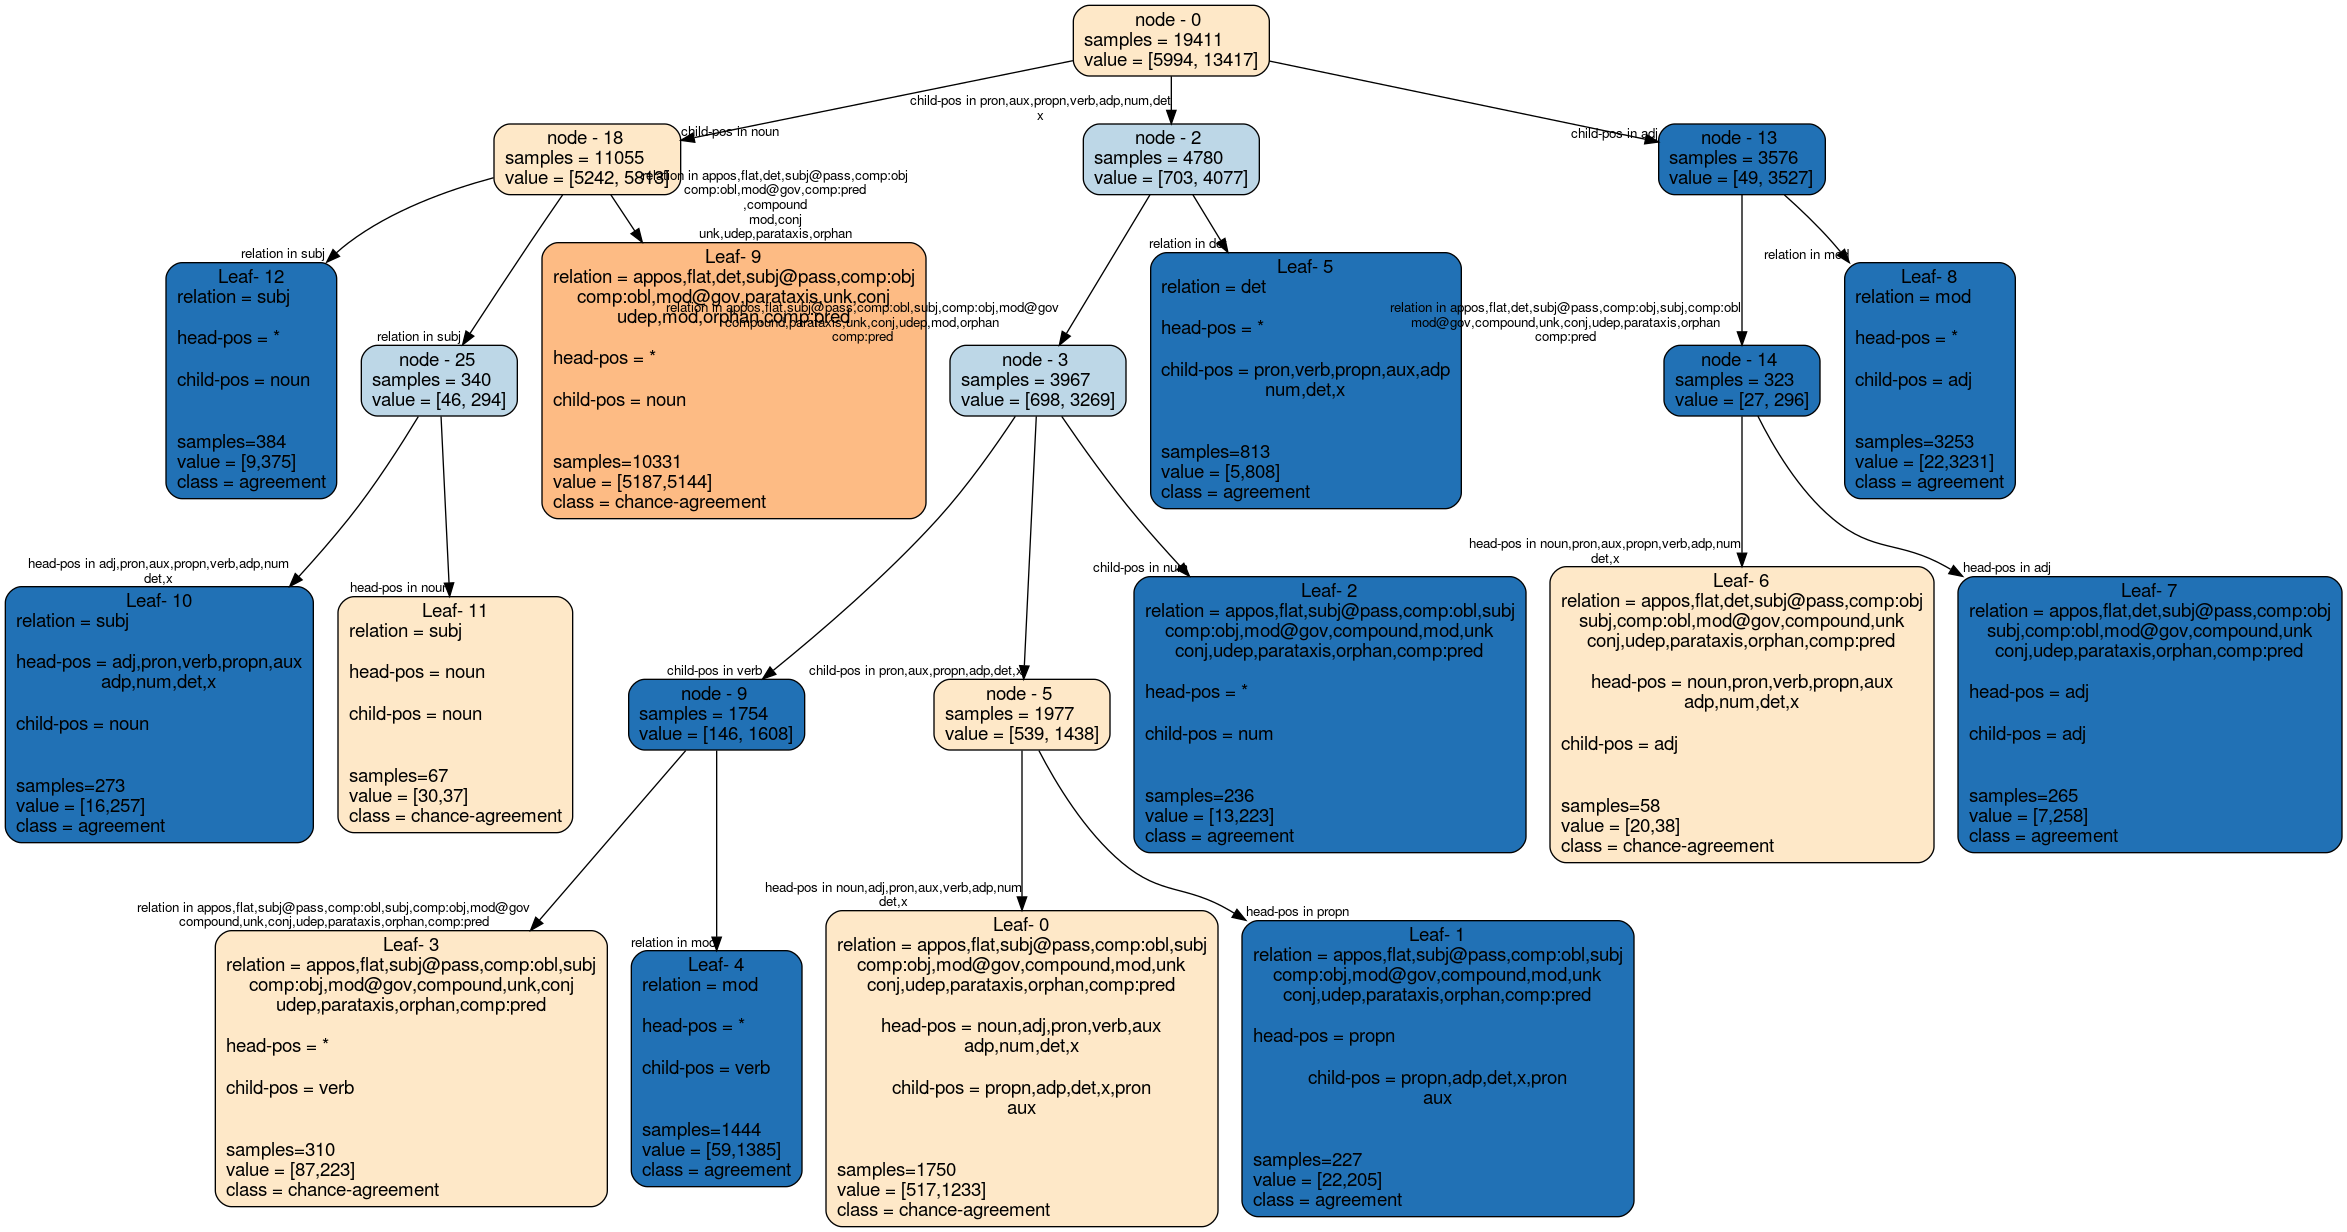 node - 0
samples = 19411
value = [5994, 13417]
child-pos in pron,aux,propn,verb,adp,num,det
x
child-pos in noun
child-pos in adj
node - 18
samples = 11055
value = [5242, 5813]
node - 2
samples = 4780
value = [703, 4077]
node - 13
samples = 3576
value = [49, 3527]
relation in subj
relation in appos,flat,det,subj@pass,comp:obj
comp:obl,mod@gov,comp:pred
,compound
mod,conj
unk,udep,parataxis,orphan
relation in det
relation in mod
Leaf- 12
relation = subj
head-pos = *
child-pos = noun
samples=384
value = [9,375]
class = agreement
relation in subj
node - 25
samples = 340
value = [46, 294]
Leaf- 9
relation = appos,flat,det,subj@pass,comp:obj
comp:obl,mod@gov,parataxis,unk,conj
udep,mod,orphan,comp:pred
head-pos = *
child-pos = noun
samples=10331
value = [5187,5144]
class = chance-agreement
relation in appos,flat,subj@pass,comp:obl,subj,comp:obj,mod@gov
compound,parataxis,unk,conj,udep,mod,orphan
comp:pred
node - 3
samples = 3967
value = [698, 3269]
Leaf- 5
relation = det
head-pos = *
child-pos = pron,verb,propn,aux,adp
num,det,x
samples=813
value = [5,808]
class = agreement
relation in appos,flat,det,subj@pass,comp:obj,subj,comp:obl
mod@gov,compound,unk,conj,udep,parataxis,orphan
comp:pred
node - 14
samples = 323
value = [27, 296]
Leaf- 8
relation = mod
head-pos = *
child-pos = adj
samples=3253
value = [22,3231]
class = agreement
head-pos in adj,pron,aux,propn,verb,adp,num
det,x
head-pos in noun
child-pos in num
head-pos in noun,pron,aux,propn,verb,adp,num
det,x
head-pos in adj
Leaf- 10
relation = subj
head-pos = adj,pron,verb,propn,aux
adp,num,det,x
child-pos = noun
samples=273
value = [16,257]
class = agreement
Leaf- 11
relation = subj
head-pos = noun
child-pos = noun
samples=67
value = [30,37]
class = chance-agreement
child-pos in verb
node - 9
samples = 1754
value = [146, 1608]
child-pos in pron,aux,propn,adp,det,x
node - 5
samples = 1977
value = [539, 1438]
Leaf- 2
relation = appos,flat,subj@pass,comp:obl,subj
comp:obj,mod@gov,compound,mod,unk
conj,udep,parataxis,orphan,comp:pred
head-pos = *
child-pos = num
samples=236
value = [13,223]
class = agreement
Leaf- 6
relation = appos,flat,det,subj@pass,comp:obj
subj,comp:obl,mod@gov,compound,unk
conj,udep,parataxis,orphan,comp:pred
head-pos = noun,pron,verb,propn,aux
adp,num,det,x
child-pos = adj
samples=58
value = [20,38]
class = chance-agreement
Leaf- 7
relation = appos,flat,det,subj@pass,comp:obj
subj,comp:obl,mod@gov,compound,unk
conj,udep,parataxis,orphan,comp:pred
head-pos = adj
child-pos = adj
samples=265
value = [7,258]
class = agreement
relation in appos,flat,subj@pass,comp:obl,subj,comp:obj,mod@gov
compound,unk,conj,udep,parataxis,orphan,comp:pred
relation in mod
head-pos in noun,adj,pron,aux,verb,adp,num
det,x
head-pos in propn
Leaf- 3
relation = appos,flat,subj@pass,comp:obl,subj
comp:obj,mod@gov,compound,unk,conj
udep,parataxis,orphan,comp:pred
head-pos = *
child-pos = verb
samples=310
value = [87,223]
class = chance-agreement
Leaf- 4
relation = mod
head-pos = *
child-pos = verb
samples=1444
value = [59,1385]
class = agreement
Leaf- 0
relation = appos,flat,subj@pass,comp:obl,subj
comp:obj,mod@gov,compound,mod,unk
conj,udep,parataxis,orphan,comp:pred
head-pos = noun,adj,pron,verb,aux
adp,num,det,x
child-pos = propn,adp,det,x,pron
aux
samples=1750
value = [517,1233]
class = chance-agreement
Leaf- 1
relation = appos,flat,subj@pass,comp:obl,subj
comp:obj,mod@gov,compound,mod,unk
conj,udep,parataxis,orphan,comp:pred
head-pos = propn
child-pos = propn,adp,det,x,pron
aux
samples=227
value = [22,205]
class = agreement